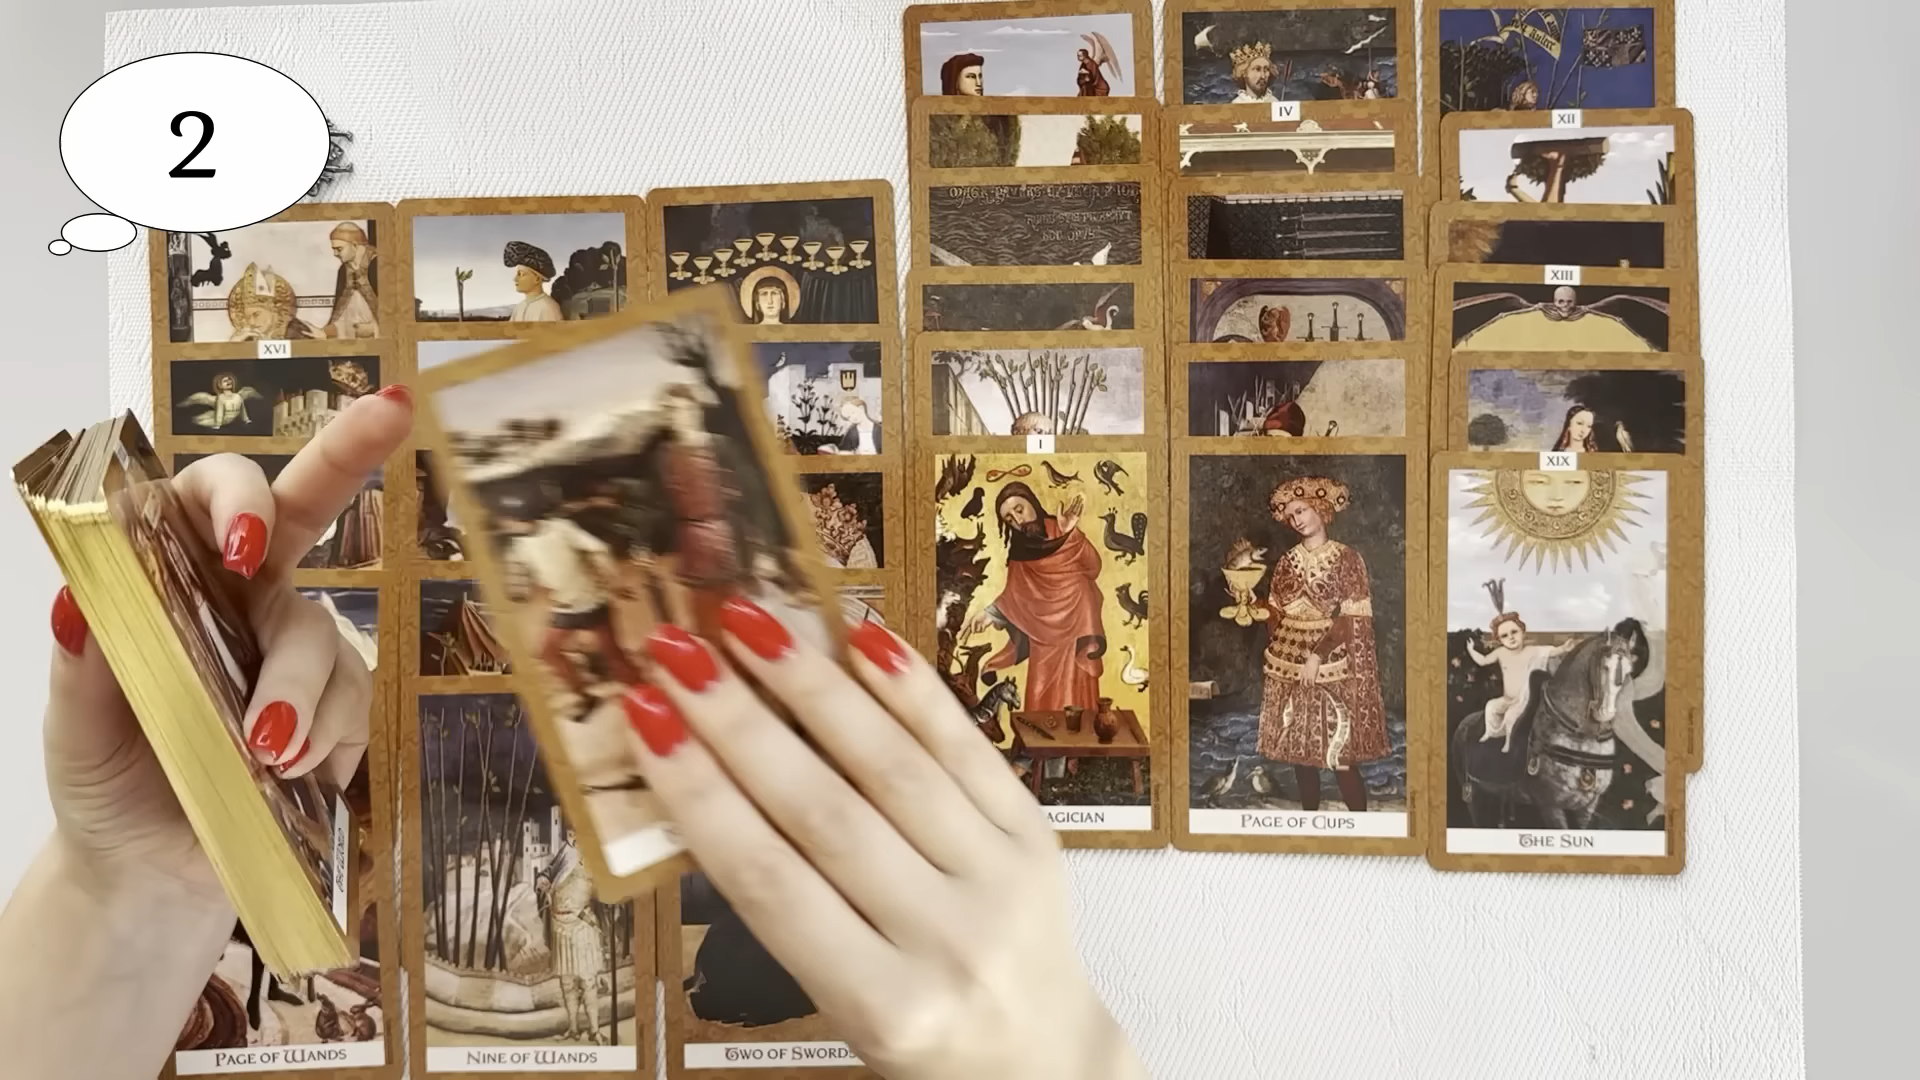 2
IV
XII
XIII
XVI
I
XIX
AGICIAN
PAGE OF CUPS
THE SUN
PAGE OF WANDS
NINE OF WANDS
TWO OF SWORDS